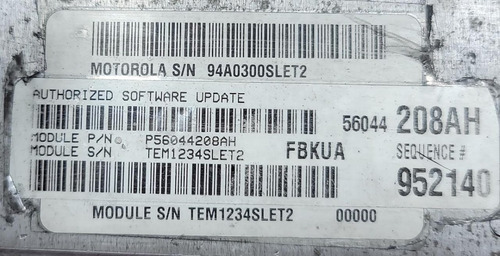 MOTOROLA S/N 94A0300SLET2
AUTHORIZED SOFTWARE UPDATE
56044 208AH
MODULE P/N P56044208AH
MODULE S/N TEM1234SLET2
FBKUA
SEQUENCE #
952140
MODULE S/N TEM1234SLET2 00000